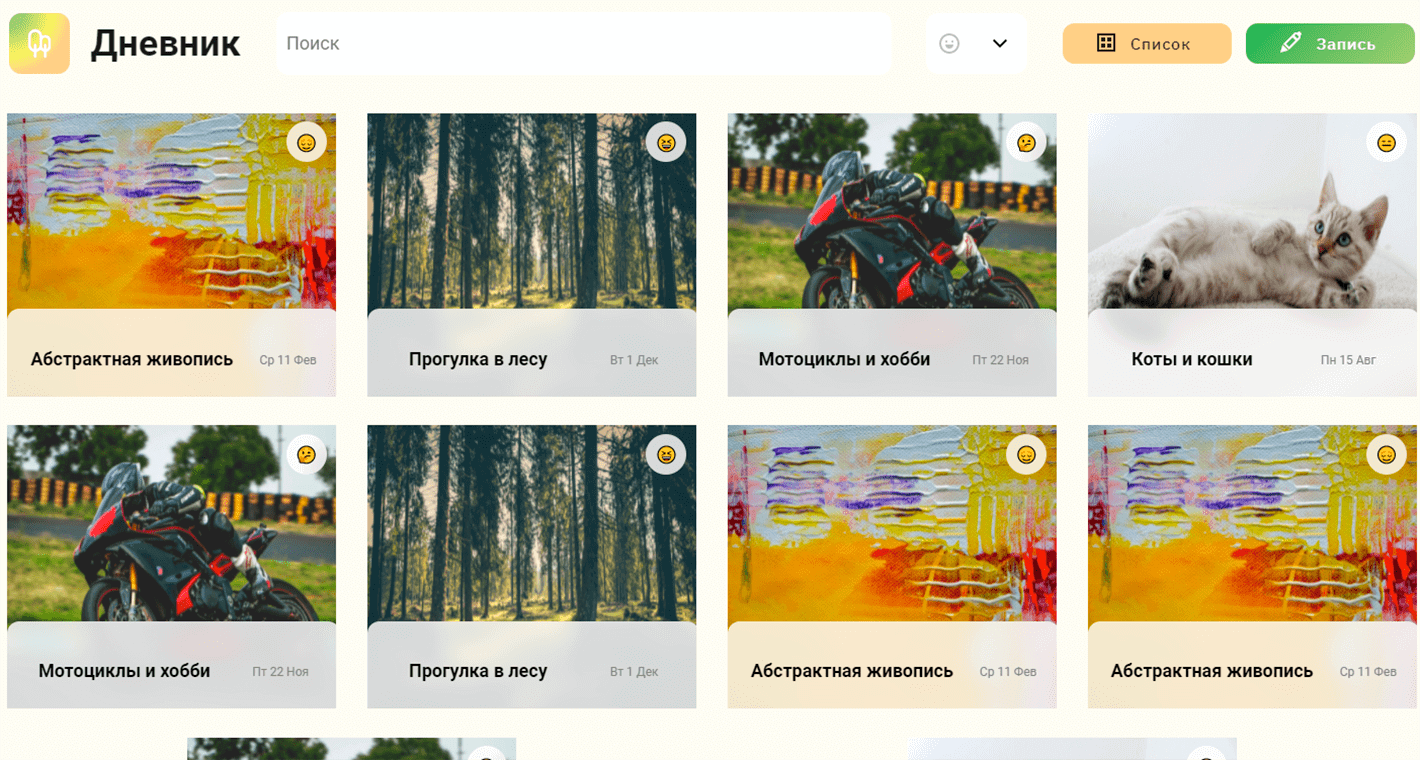 Дневник
Поиск
Список
Запись
Абстрактная живопись Ср 11 Фев
Прогулка в лесу Вт 1 Дек
Мотоциклы и хобби Пт 22 Ноя
Коты и кошки Пн 15 Авг
Мотоциклы и хобби Пт 22 Ноя
Прогулка в лесу Вт 1 Дек
Абстрактная живопись Ср 11 Фев
Абстрактная живопись Ср 11 Фев